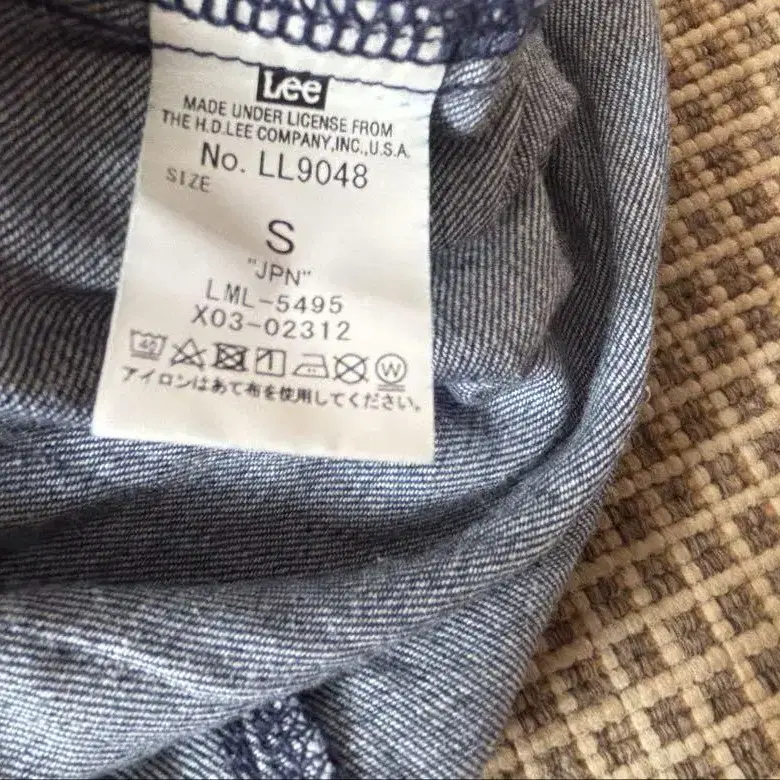 Lee
MADE UNDER LICENSE FROM
THE H.D.LEE COMPANY,INC.,U.S.A.
No. LL9048
SIZE
S
"JPN"
LML-5495
X03-02312
40
W
アイロンはあて布を使用してください。